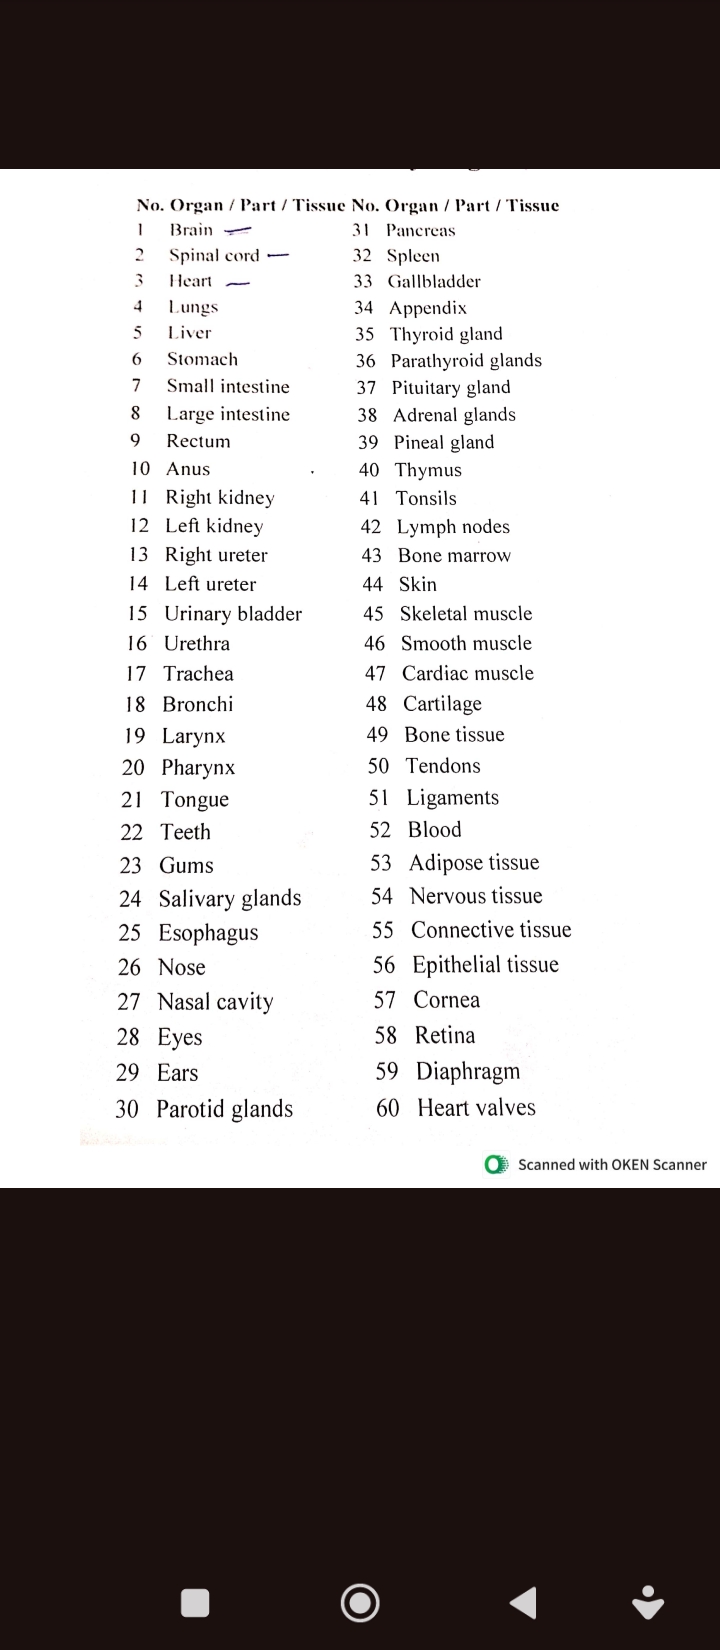 No. Organ / Part / Tissue No. Organ / Part / Tissue
1 Brain 31 Pancreas
2 Spinal cord 32 Spleen
3 Heart 33 Gallbladder
4 Lungs 34 Appendix
5 Liver 35 Thyroid gland
6 Stomach 36 Parathyroid glands
7 Small intestine 37 Pituitary gland
8 Large intestine 38 Adrenal glands
9 Rectum 39 Pineal gland
10 Anus 40 Thymus
11 Right kidney 41 Tonsils
12 Left kidney 42 Lymph nodes
13 Right ureter 43 Bone marrow
14 Left ureter 44 Skin
15 Urinary bladder 45 Skeletal muscle
16 Urethra 46 Smooth muscle
17 Trachea 47 Cardiac muscle
18 Bronchi 48 Cartilage
19 Larynx 49 Bone tissue
20 Pharynx 50 Tendons
21 Tongue 51 Ligaments
22 Teeth 52 Blood
23 Gums 53 Adipose tissue
24 Salivary glands 54 Nervous tissue
25 Esophagus 55 Connective tissue
26 Nose 56 Epithelial tissue
27 Nasal cavity 57 Cornea
28 Eyes 58 Retina
29 Ears 59 Diaphragm
30 Parotid glands 60 Heart valves
Scanned with OKEN Scanner